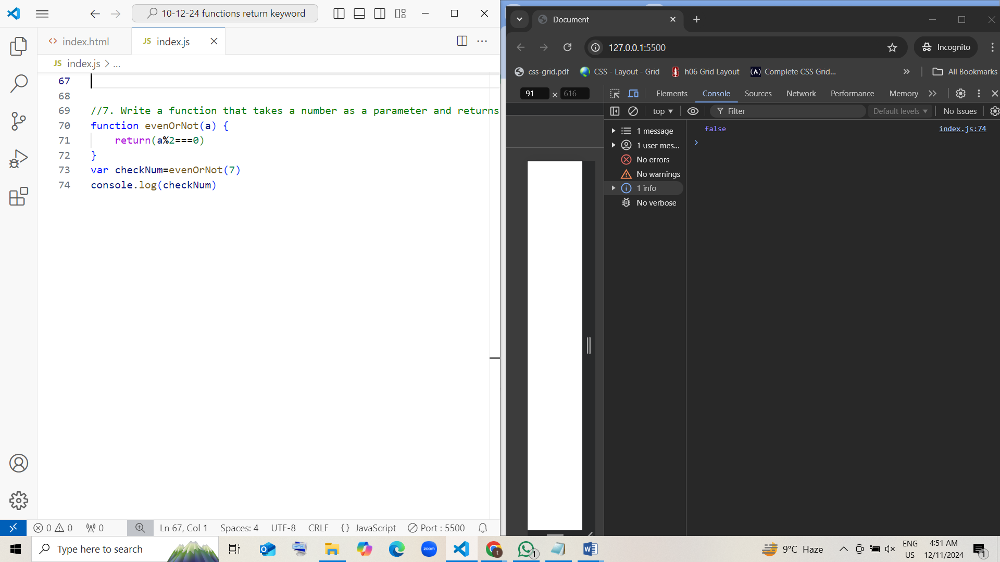 10-12-24 functions return keyword
index.html
JS index.js
JS index.js > ...
67
68
69 //7. Write a function that takes a number as a parameter and returns
70 function evenOrNot(a) {
71 return(a%2===0)
72 }
73 var checkNum=evenOrNot(7)
74 console.log(checkNum)
0 0 0 Ln 67, Col 1 Spaces: 4 UTF-8 CRLF {} JavaScript Port : 5500
Document
127.0.0.1:5500
Incognito
css-grid.pdf CSS - Layout - Grid h06 Grid Layout Complete CSS Grid... » All Bookmarks
91 x 616
Elements Console Sources Network Performance Memory »
top Filter Default levels No Issues
1 message
1 user mes...
No errors
No warnings
1 info
No verbose
false index.js:74
Type here to search
zoom
1
9°C Haze
ENG
US
4:51 AM
12/11/2024
1